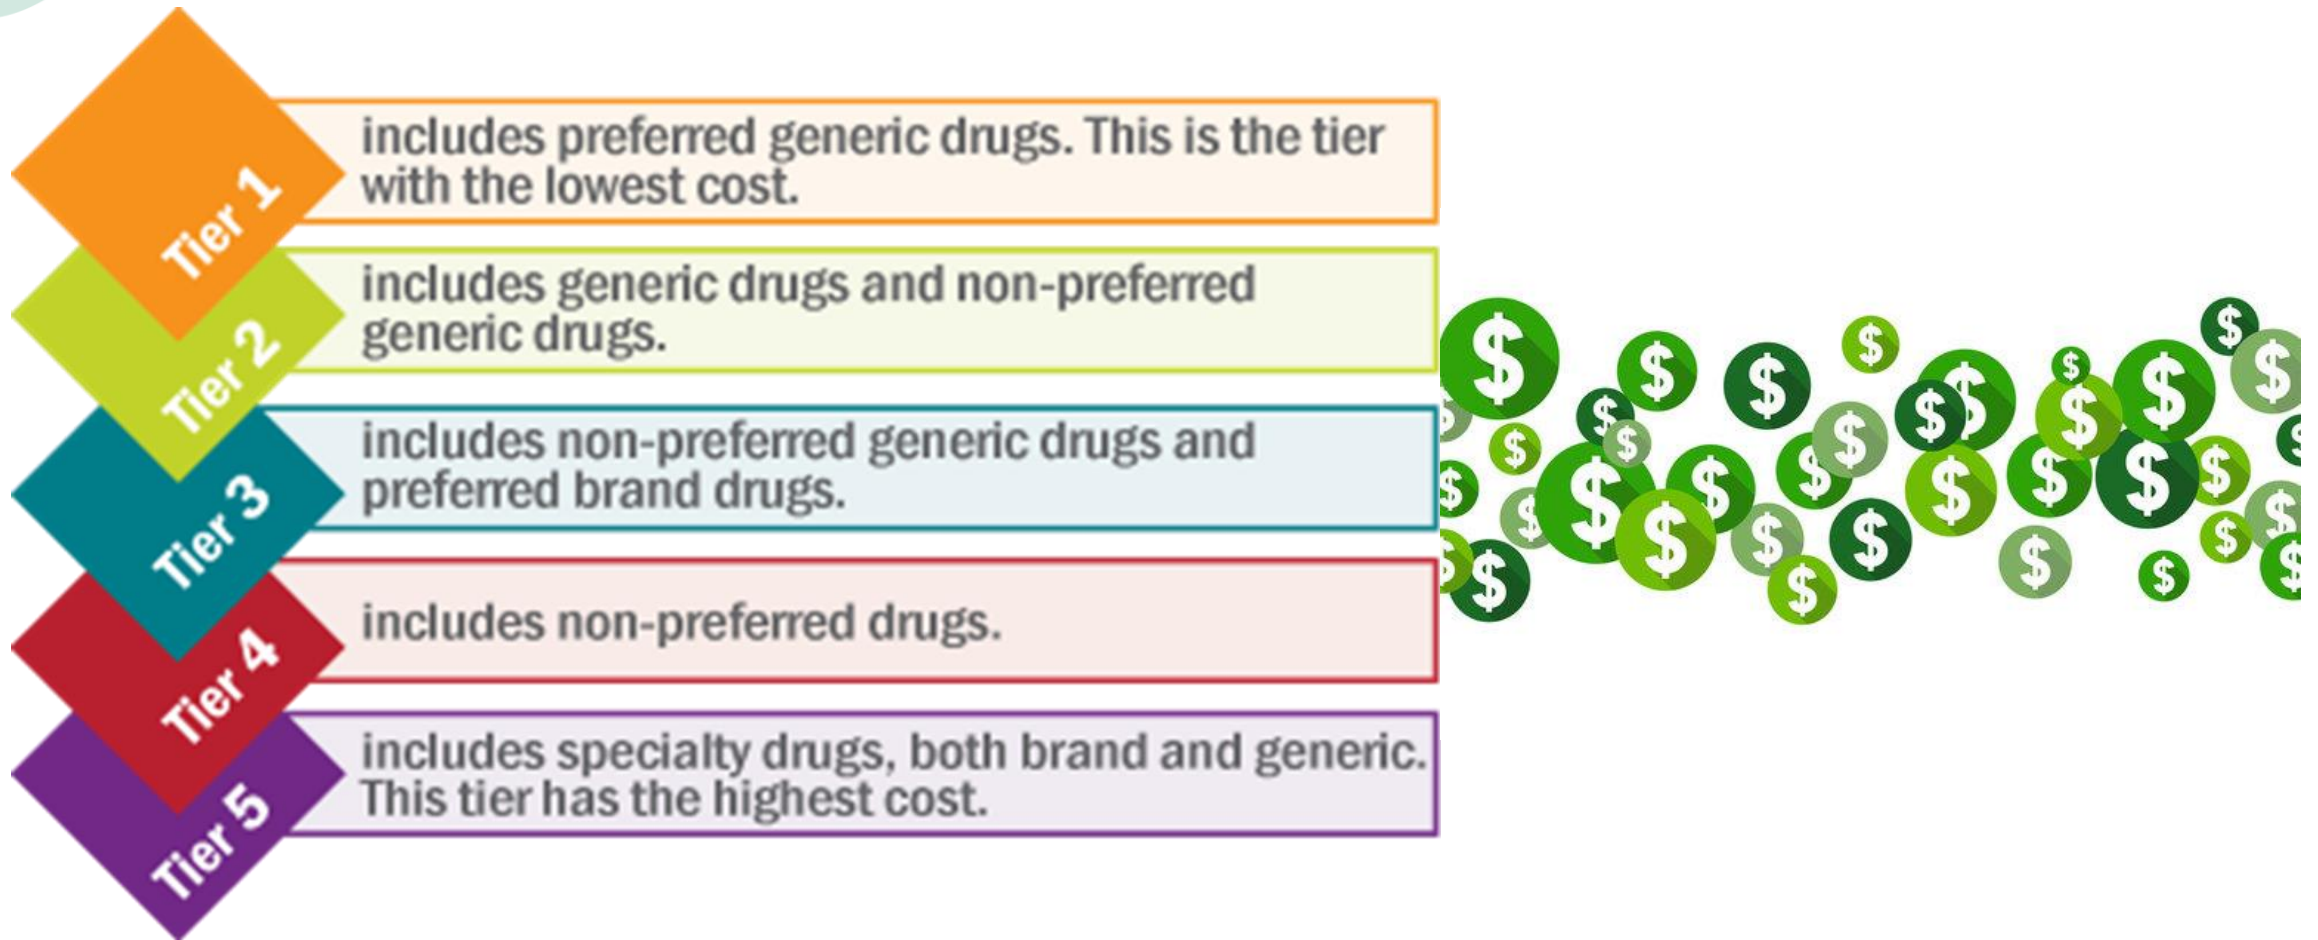 Tier 1
includes preferred generic drugs. This is the tier
with the lowest cost.
Tier 2
includes generic drugs and non-preferred
generic drugs.
Tier 3
includes non-preferred generic drugs and
preferred brand drugs.
Tier 4
includes non-preferred drugs.
Tier 5
includes specialty drugs, both brand and generic.
This tier has the highest cost.